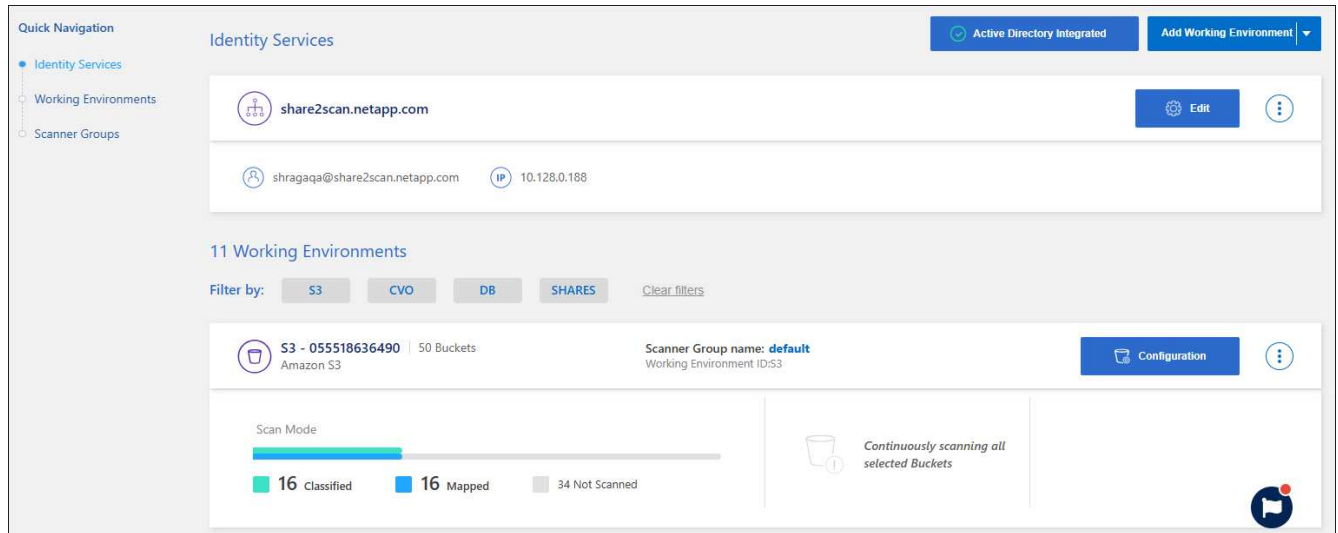 Quick Navigation
Identity Services
Working Environments
Scanner Groups
Identity Services
Active Directory Integrated
Add Working Environment
share2scan.netapp.com
Edit
shragaqa@share2scan.netapp.com
IP 10.128.0.188
11 Working Environments
Filter by: S3 CVO DB SHARES Clear filters
S3 - 055518636490 50 Buckets
Amazon S3
Scanner Group name: default
Working Environment ID:S3
Configuration
Scan Mode
16 Classified 16 Mapped 34 Not Scanned
Continuously scanning all
selected Buckets